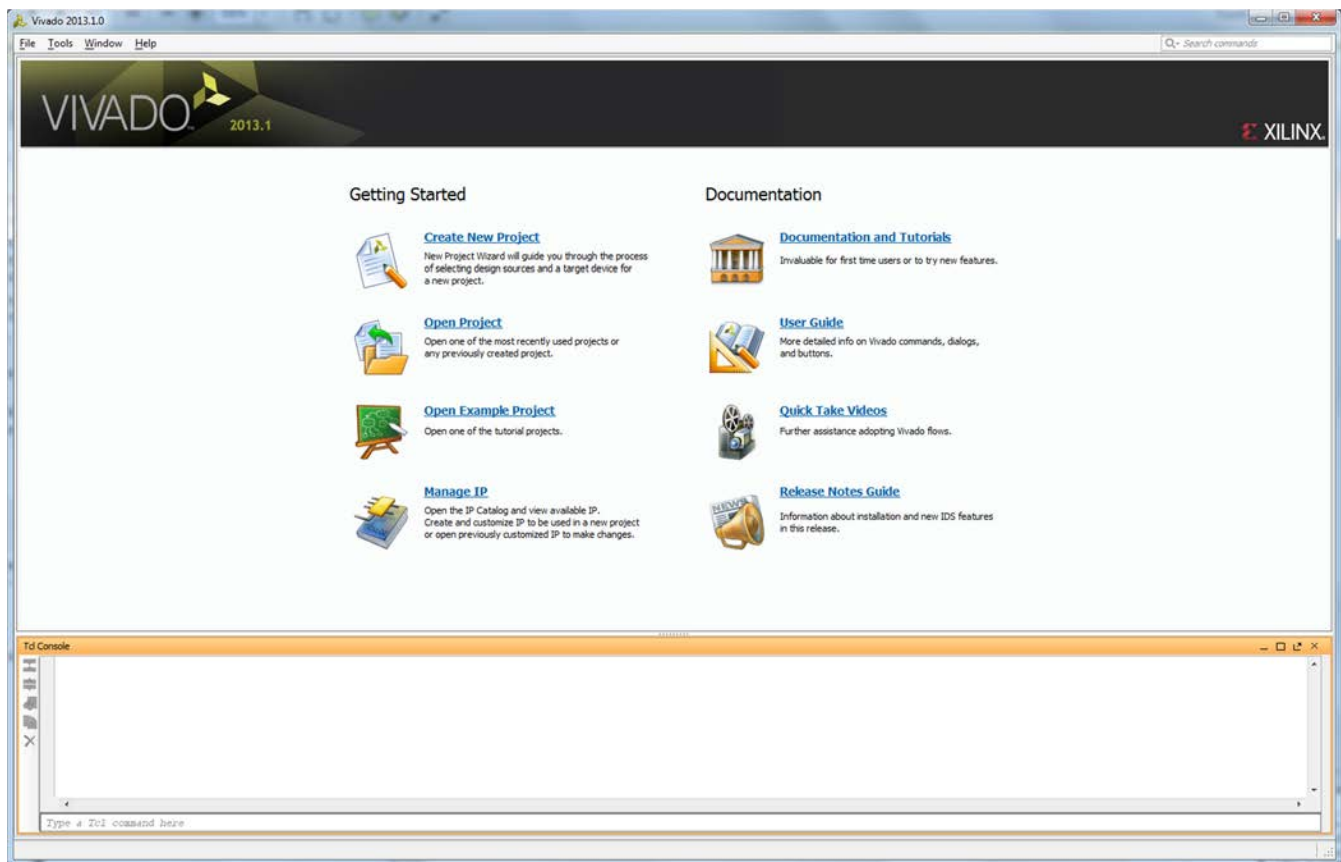 Vivado 2013.1.0
File Tools Window Help
Search commands
VIVADO
2013.1
XILINX
Getting Started
Create New Project
New Project Wizard will guide you through the process
of selecting design sources and a target device for
a new project.
Open Project
Open one of the most recently used projects or
any previously created project.
Open Example Project
Open one of the tutorial projects.
Manage IP
Open the IP Catalog and view available IP.
Create and customize IP to be used in a new project
or open previously customized IP to make changes.
Documentation
Documentation and Tutorials
Invaluable for first time users or to try new features.
User Guide
More detailed info on Vivado commands, dialogs,
and buttons.
Quick Take Videos
Further assistance adopting Vivado flows.
NEWS
Release Notes Guide
Information about installation and new IDS features
in this release.
Tcl Console
Type a Tcl command here